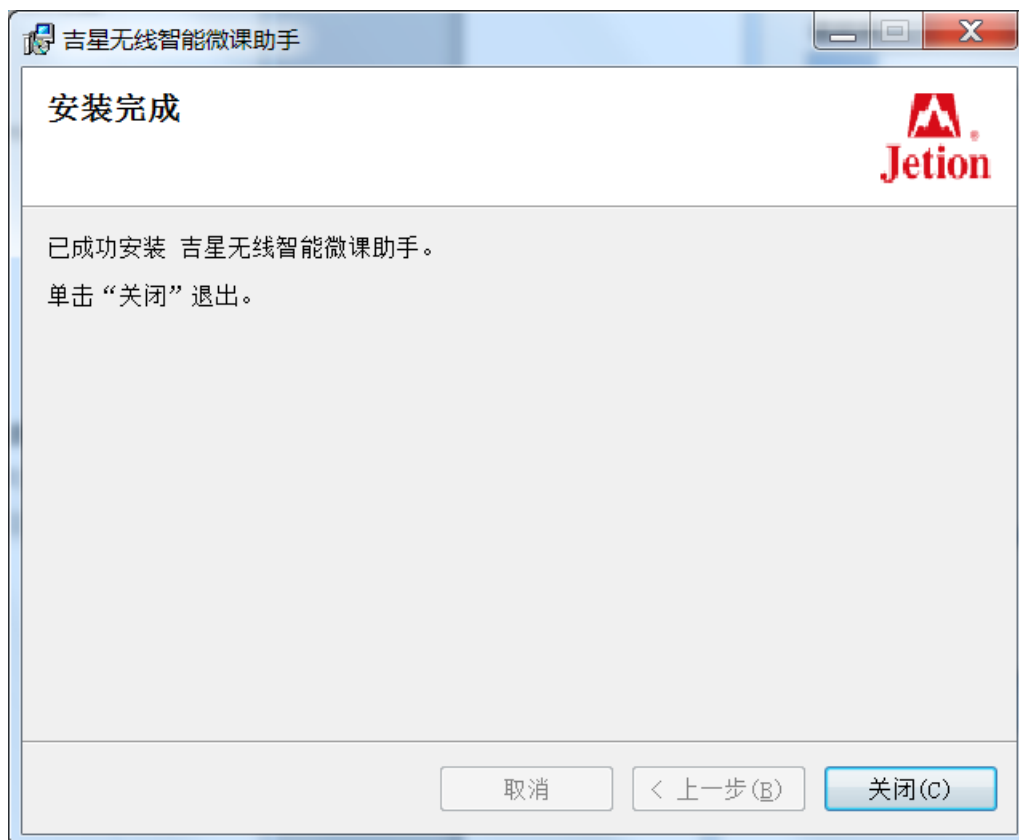 吉星无线智能微课助手
安装完成
Jetion
已成功安装 吉星无线智能微课助手。
单击“关闭”退出。
取消
< 上一步(B)
关闭(C)